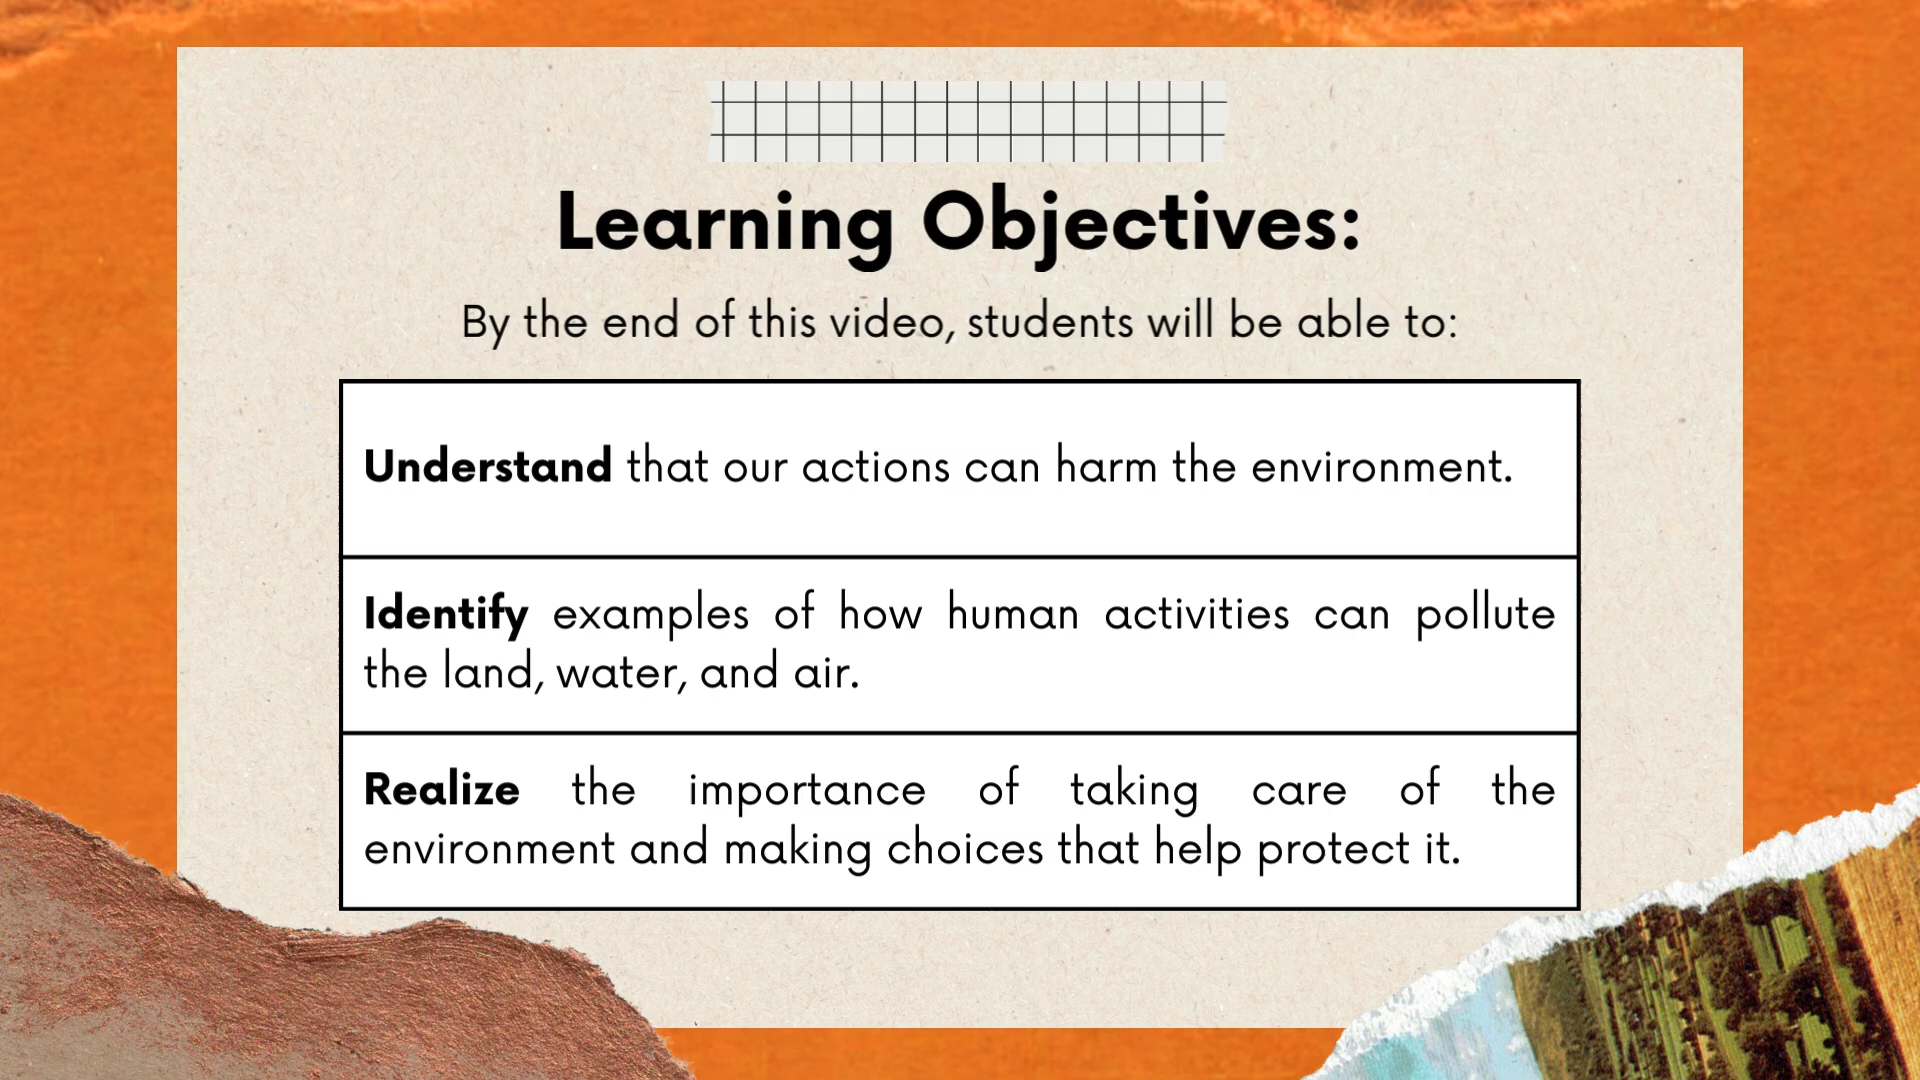 Learning Objectives:
By the end of this video, students will be able to:
Understand that our actions can harm the environment.
Identify examples of how human activities can pollute
the land, water, and air.
Realize the importance of taking care of the
environment and making choices that help protect it.